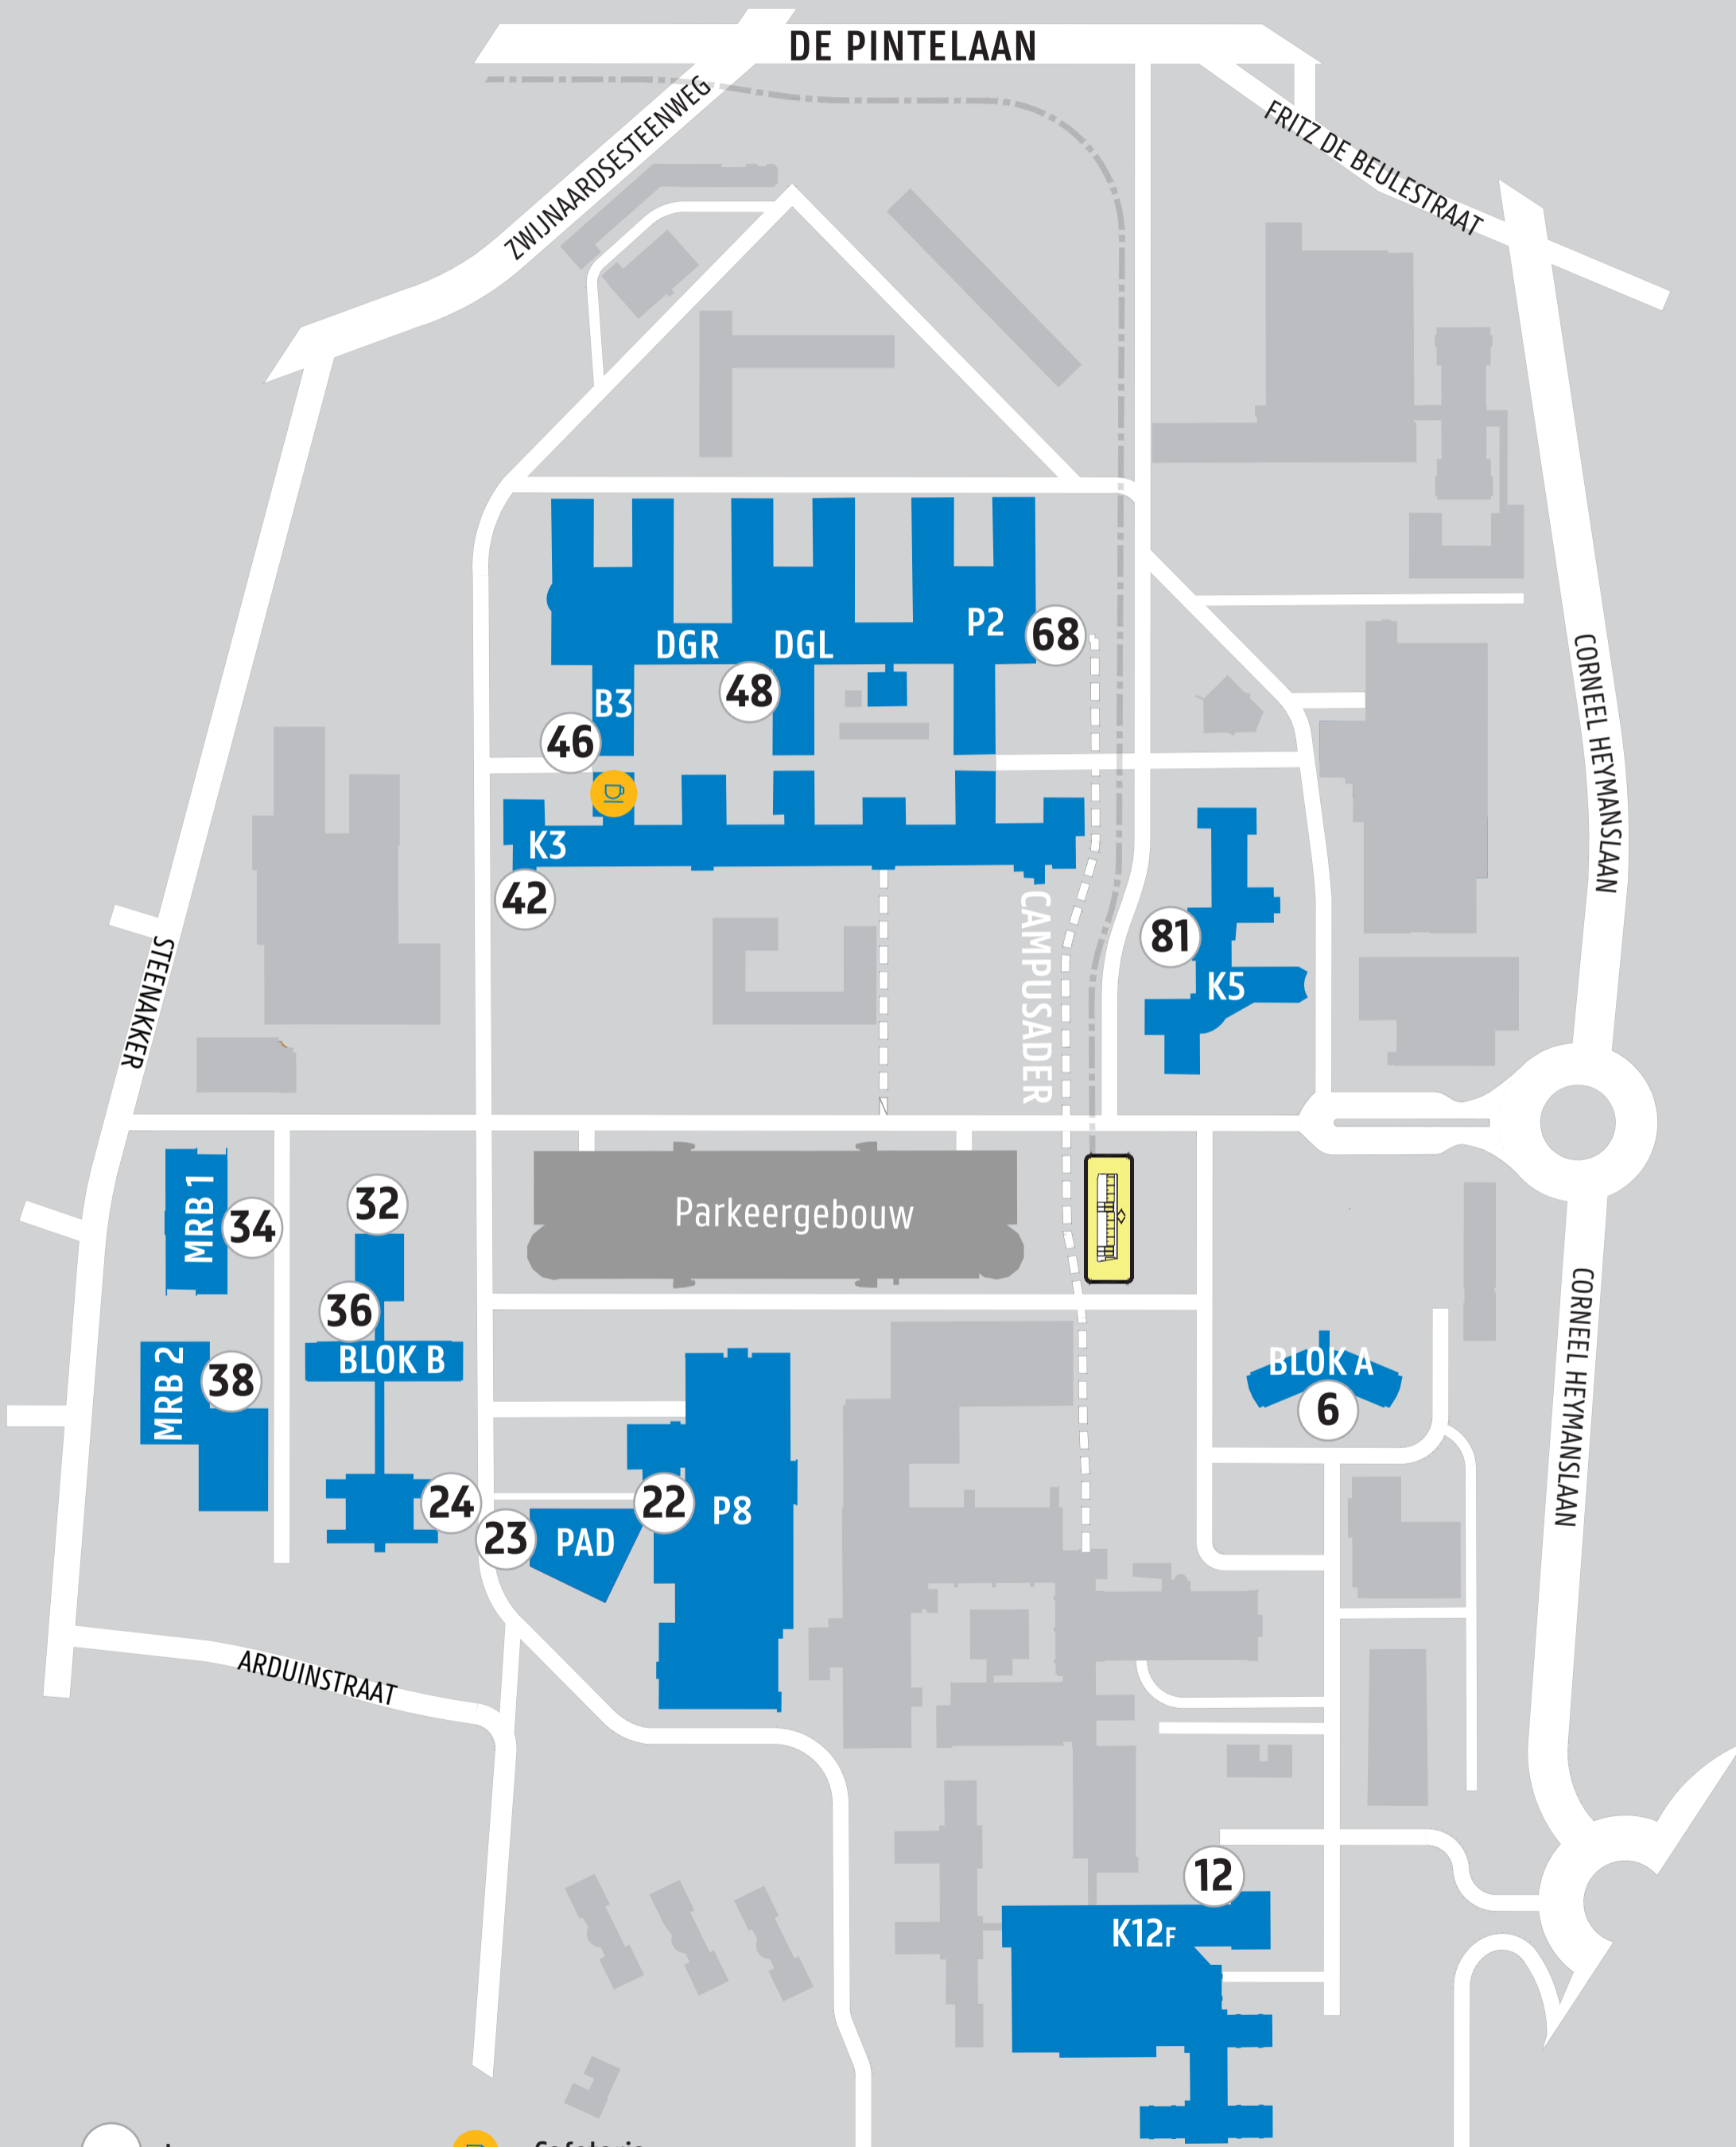 DE PINTELAAN
ZWIJNAARDSESTEENWEG
FRITZ DE BEULESTRAAT
P2
68
DGR
DGL
48
B3
46
CORNEEL HEYMANSLAAN
K3
42
CAMPUSADER
81
K5
STEENAKKER
MRB 1
34
32
Parkeergebouw
36
BLOK B
MRB 2
38
BLOK A
6
CORNEEL HEYMANSLAAN
24
23
PAD
22
P8
ARDUINSTRAAT
12
K12F